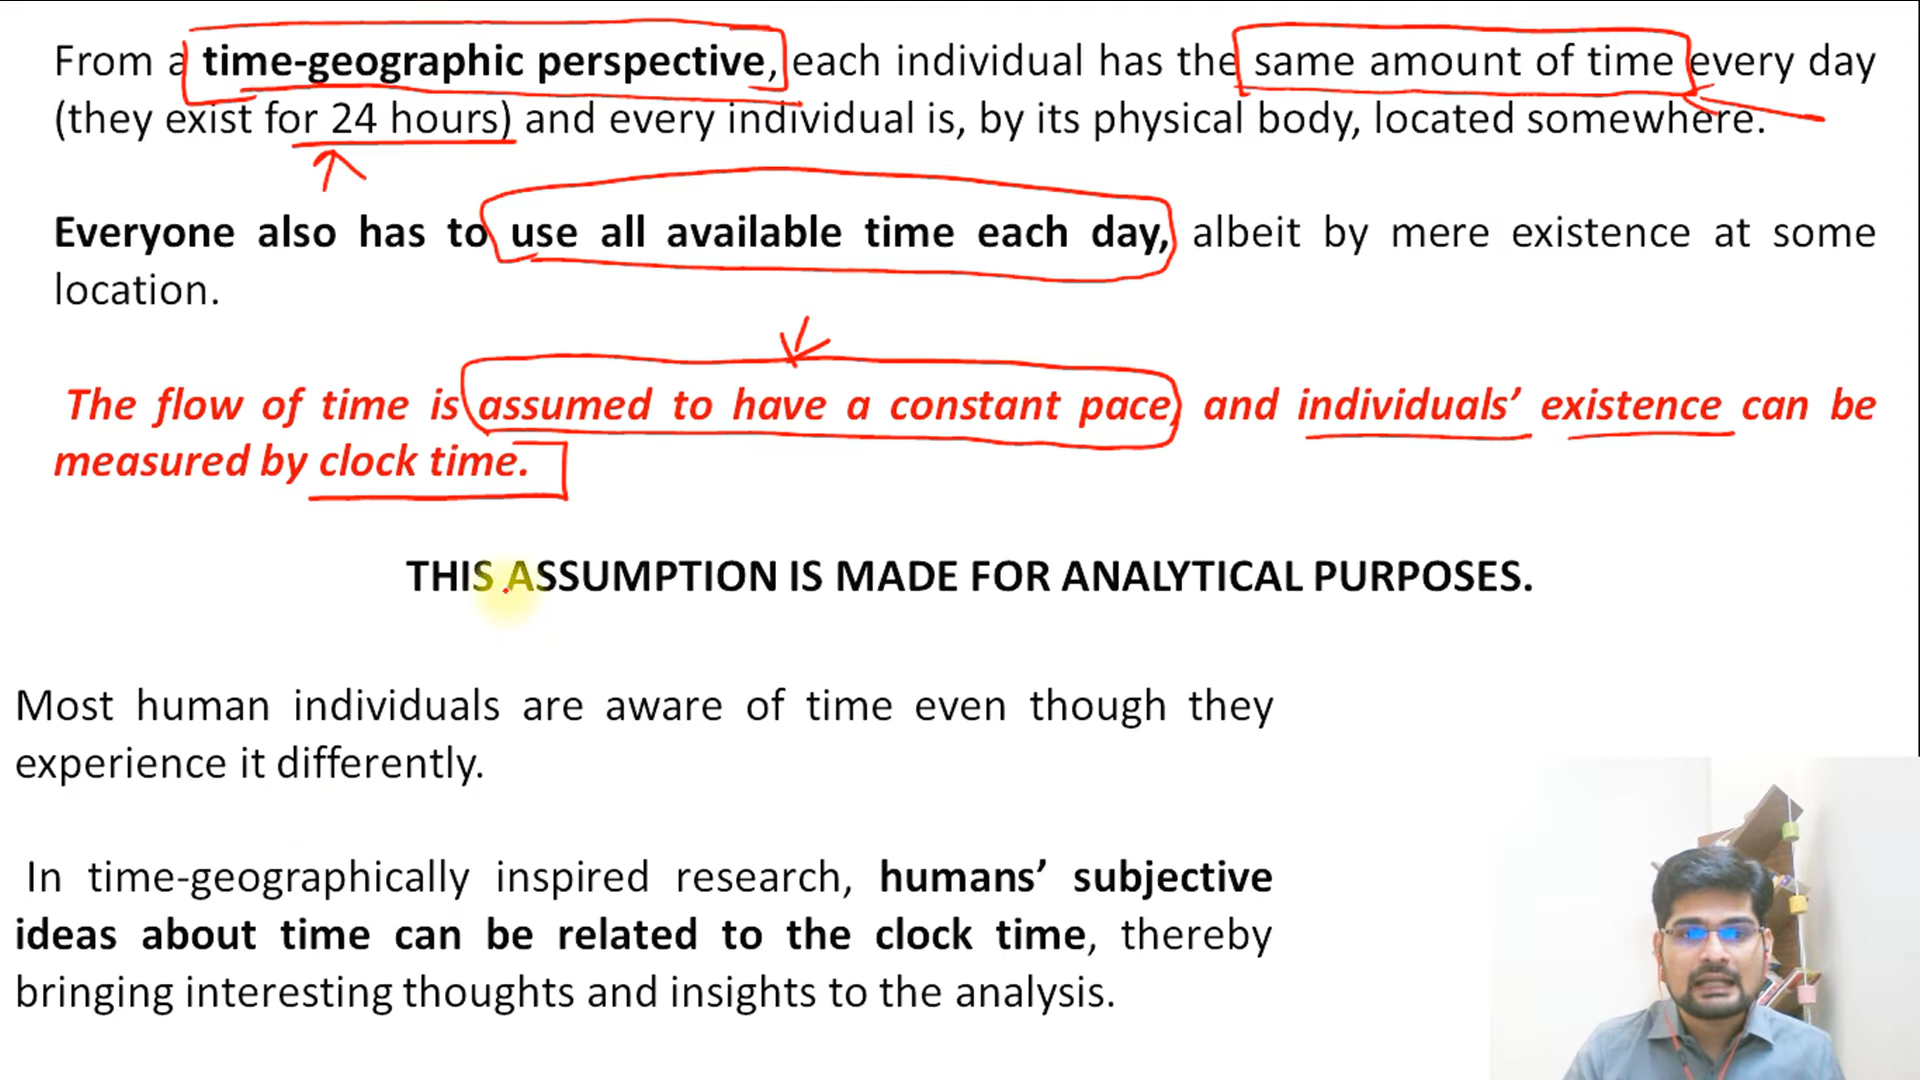 From a time-geographic perspective, each individual has the same amount of time every day
(they exist for 24 hours) and every individual is, by its physical body, located somewhere.
Everyone also has to use all available time each day, albeit by mere existence at some
location.
The flow of time is assumed to have a constant pace, and individuals’ existence can be
measured by clock time.
THIS ASSUMPTION IS MADE FOR ANALYTICAL PURPOSES.
Most human individuals are aware of time even though they
experience it differently.
In time-geographically inspired research, humans’ subjective
ideas about time can be related to the clock time, thereby
bringing interesting thoughts and insights to the analysis.